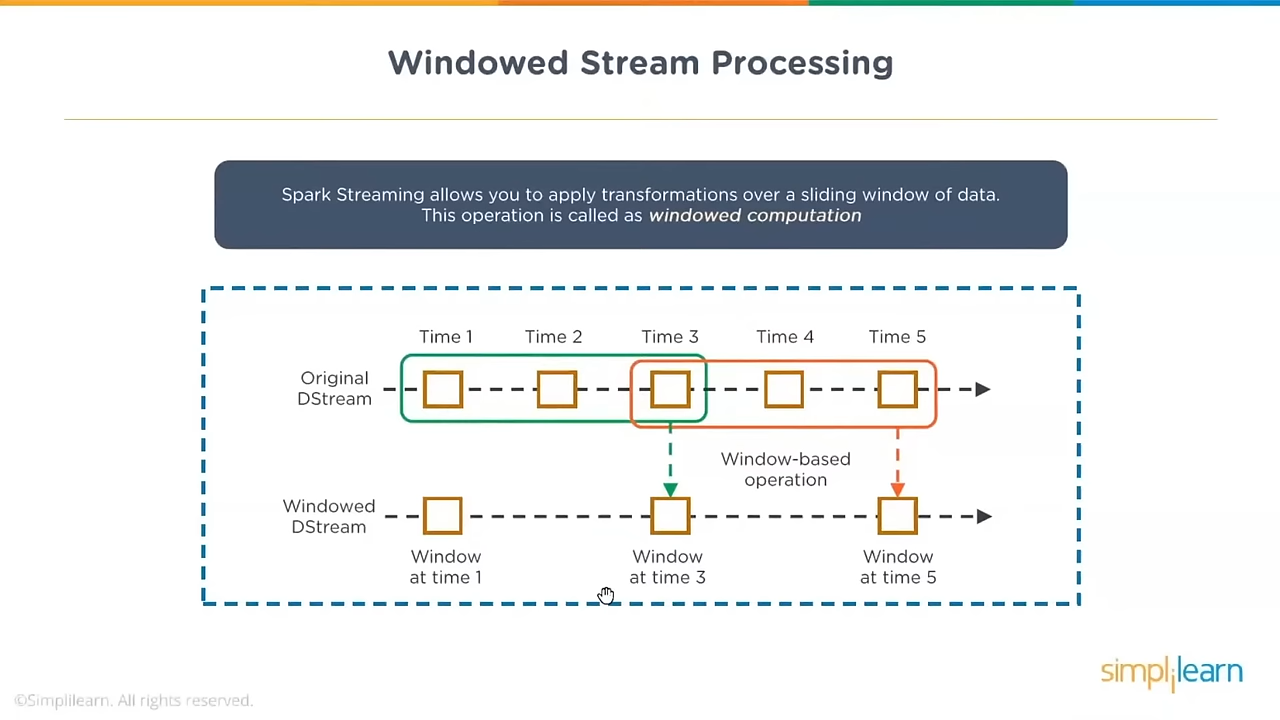 Windowed Stream Processing
Spark Streaming allows you to apply transformations over a sliding window of data.
This operation is called as windowed computation
Time 1 Time 2 Time 3 Time 4 Time 5
Original
DStream
Window-based
operation
Windowed
DStream
Window
at time 1
Window
at time 3
Window
at time 5
simplilearn
©Simplilearn. All rights reserved.